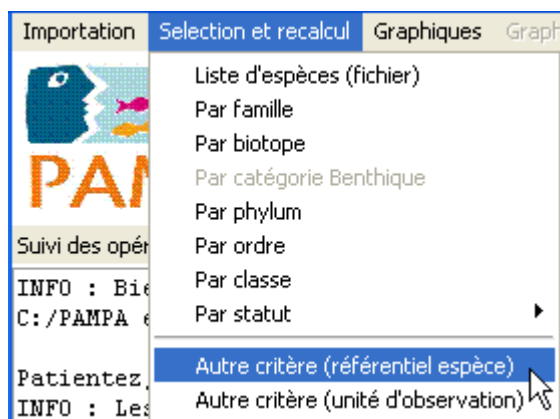 Importation Selection et recalcul Graphiques Graph
Liste d'espèces (fichier)
Par famille
Par biotope
Par catégorie Benthique
Par phylum
Par ordre
Par classe
Par statut
Autre critère (référentiel espèce)
Autre critère (unité d'observation)
PAM
Suivi des opér
INFO : Bie
C:/PAMPA e
Patientez,
INFO : Les